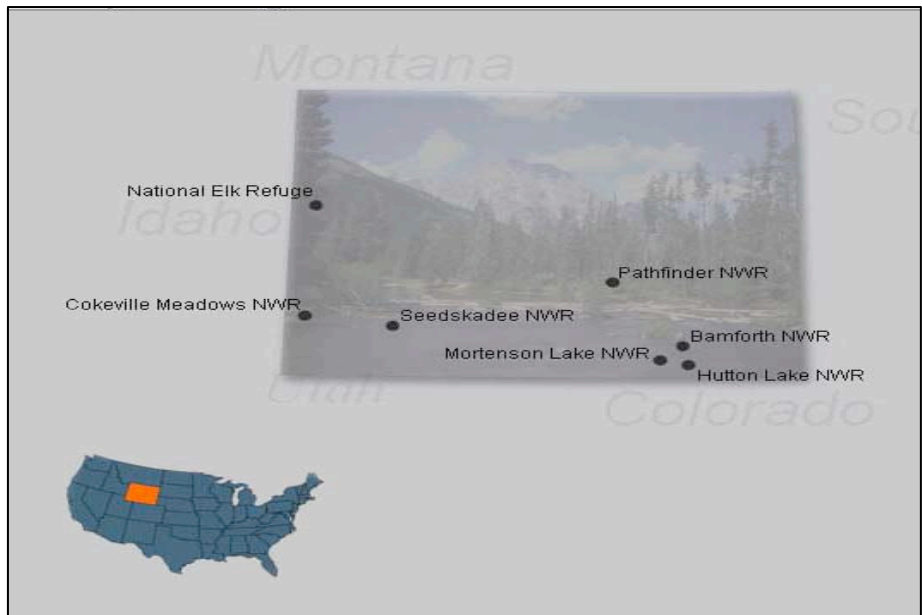 Montana
Sou
National Elk Refuge
Idaho
Pathfinder NWR
Cokeville Meadows NWR
Seedskadee NWR
Bamforth NWR
Mortenson Lake NWR
Hutton Lake NWR
Utah
Colorado